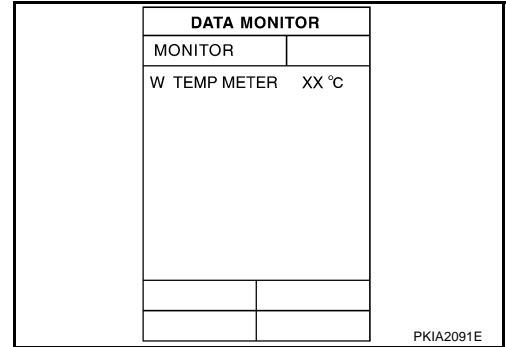 DATA MONITOR
MONITOR
W TEMP METER XX °C
PKIA2091E